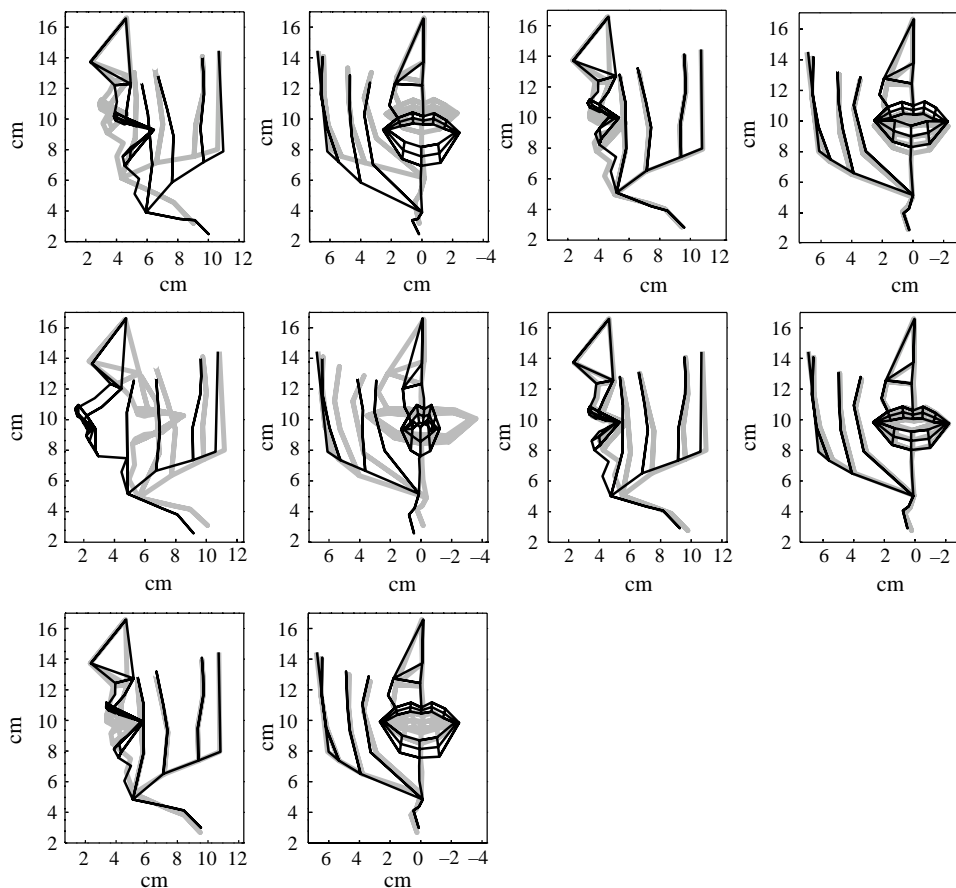 16 16 16 16
14 14 14 14
12 12 12 12
10 10 10 10
cm cm cm cm
8 8 8 8
6 6 6 6
4 4 4 4
2 2 2 2
2 4 6 8 10 12 6 4 2 0 2 –4 2 4 6 8 10 12 6 4 2 0 –2
cm cm cm cm
16 16 16 16
14 14 14 14
12 12 12 12
10 10 10 10
cm cm cm cm
8 8 8 8
6 6 6 6
4 4 4 4
2 2 2 2
2 4 6 8 10 12 6 4 2 0 –2 –4 2 4 6 8 10 12 6 4 2 0 –2
cm cm cm cm
16 16
14 14
12 12
10 10
cm cm
8 8
6 6
4 4
2 2
2 4 6 8 10 12 6 4 2 0 –2 –4
cm cm